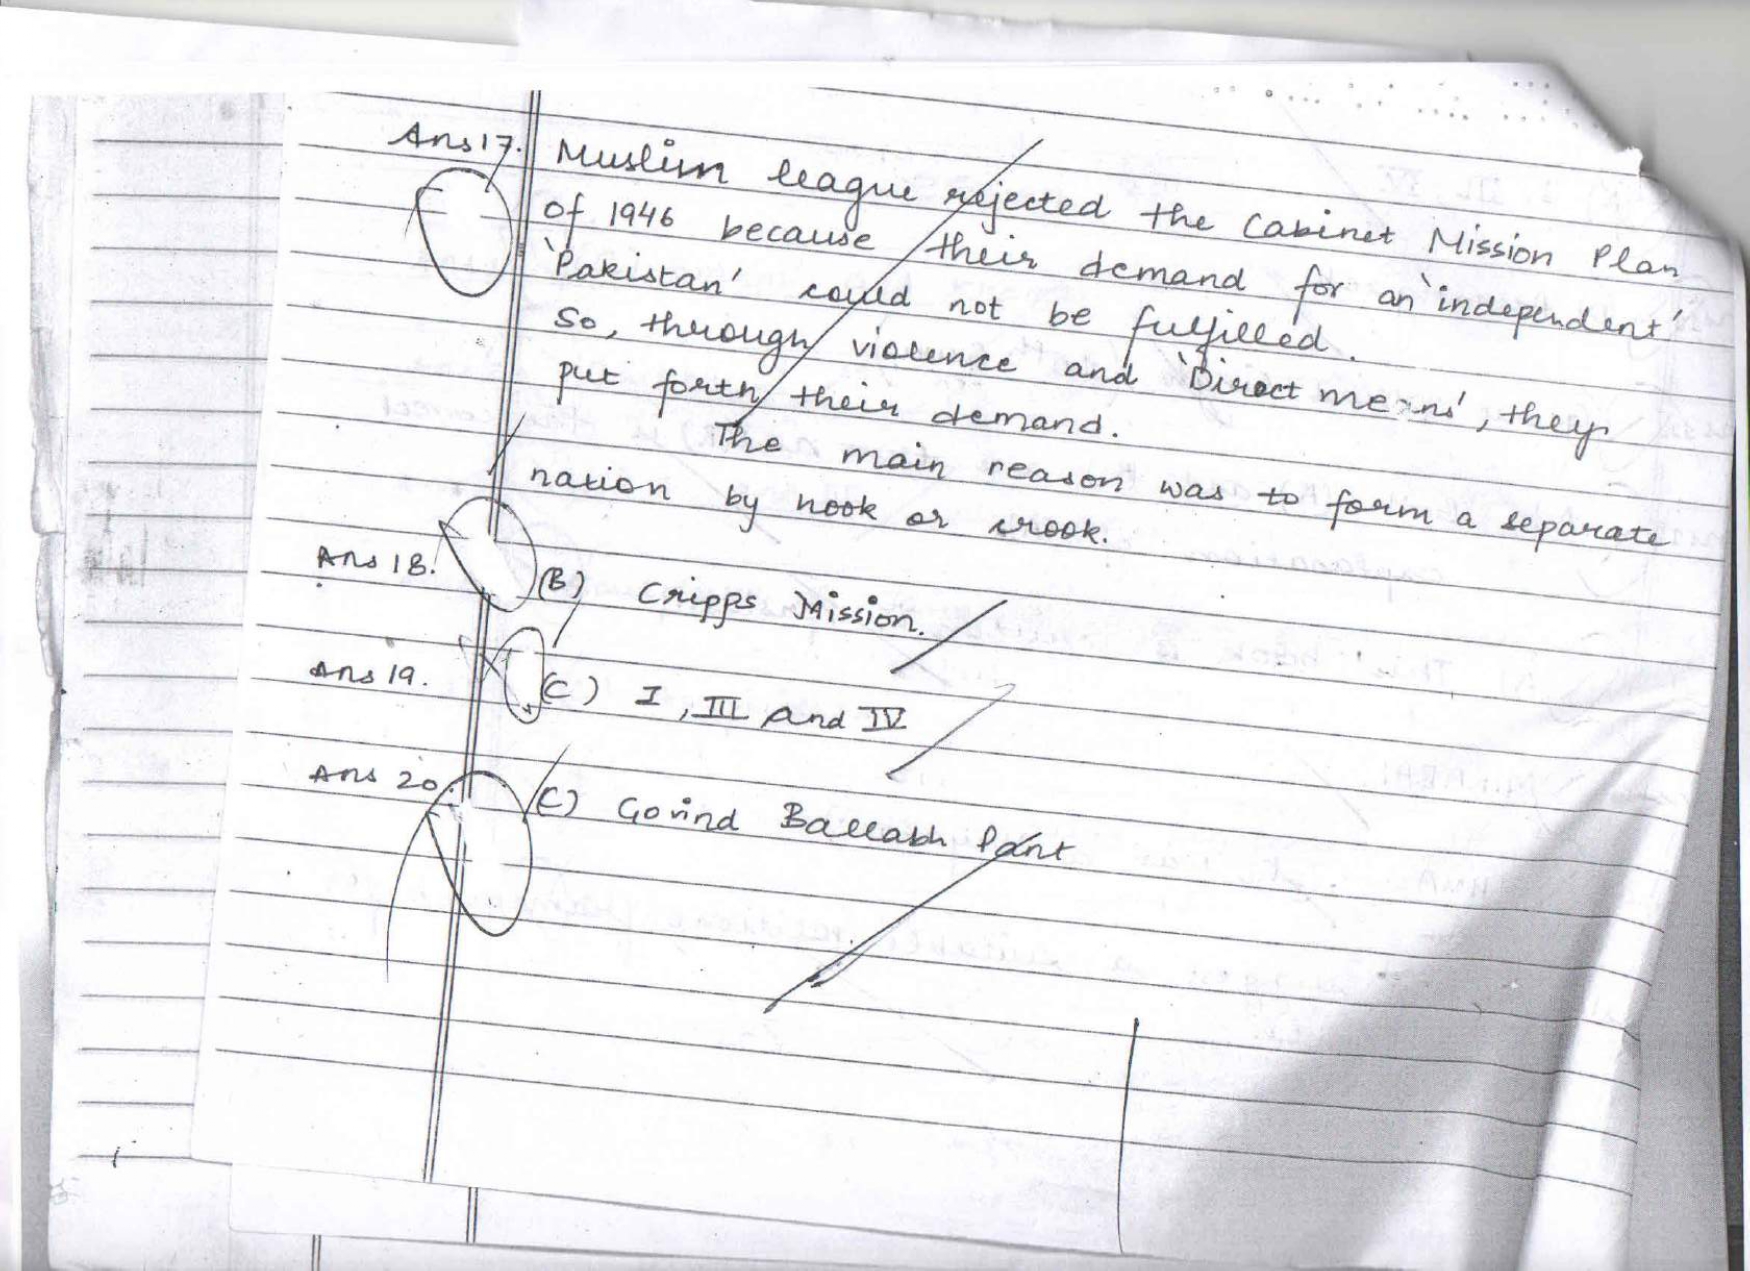 Ans 17. Muslim league rejected the Cabinet Mission Plan
of 1946 because their demand for an 'independent'
'Pakistan' could not be fulfilled.
So, through violence and 'Direct means', they
put forth their demand.
The main reason was to form a separate
nation by hook or crook.
Ans 18. (B) Cripps Mission.
Ans 19. (C) I, III and IV
Ans 20. (C) Govind Ballabh Pant